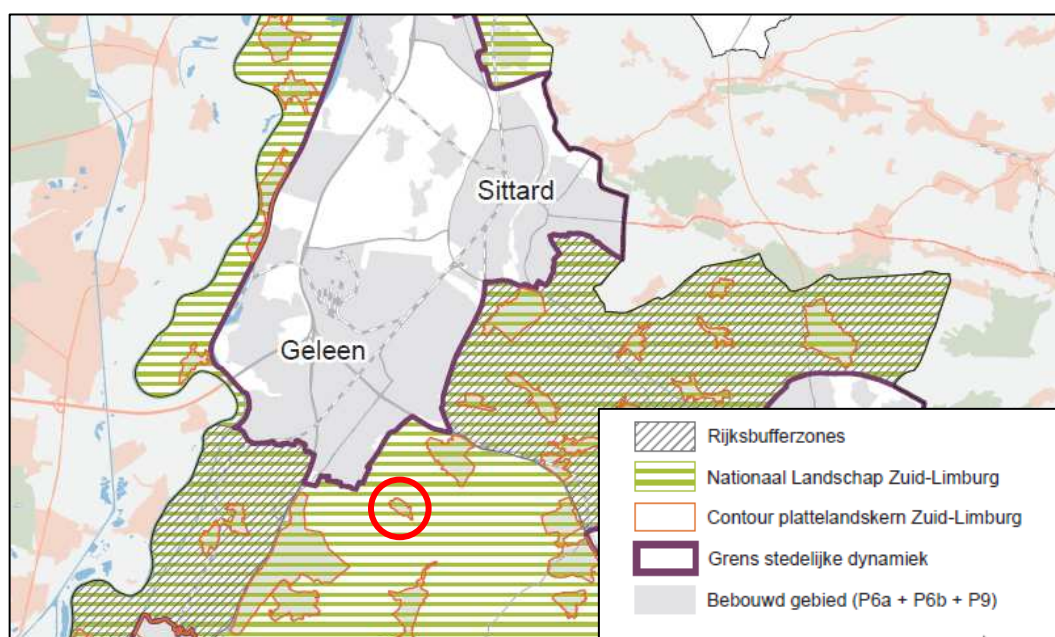 Sittard
Geleen
Rijksbufferzones
Nationaal Landschap Zuid-Limburg
Contour plattelandskern Zuid-Limburg
Grens stedelijke dynamiek
Bebouwd gebied (P6a + P6b + P9)